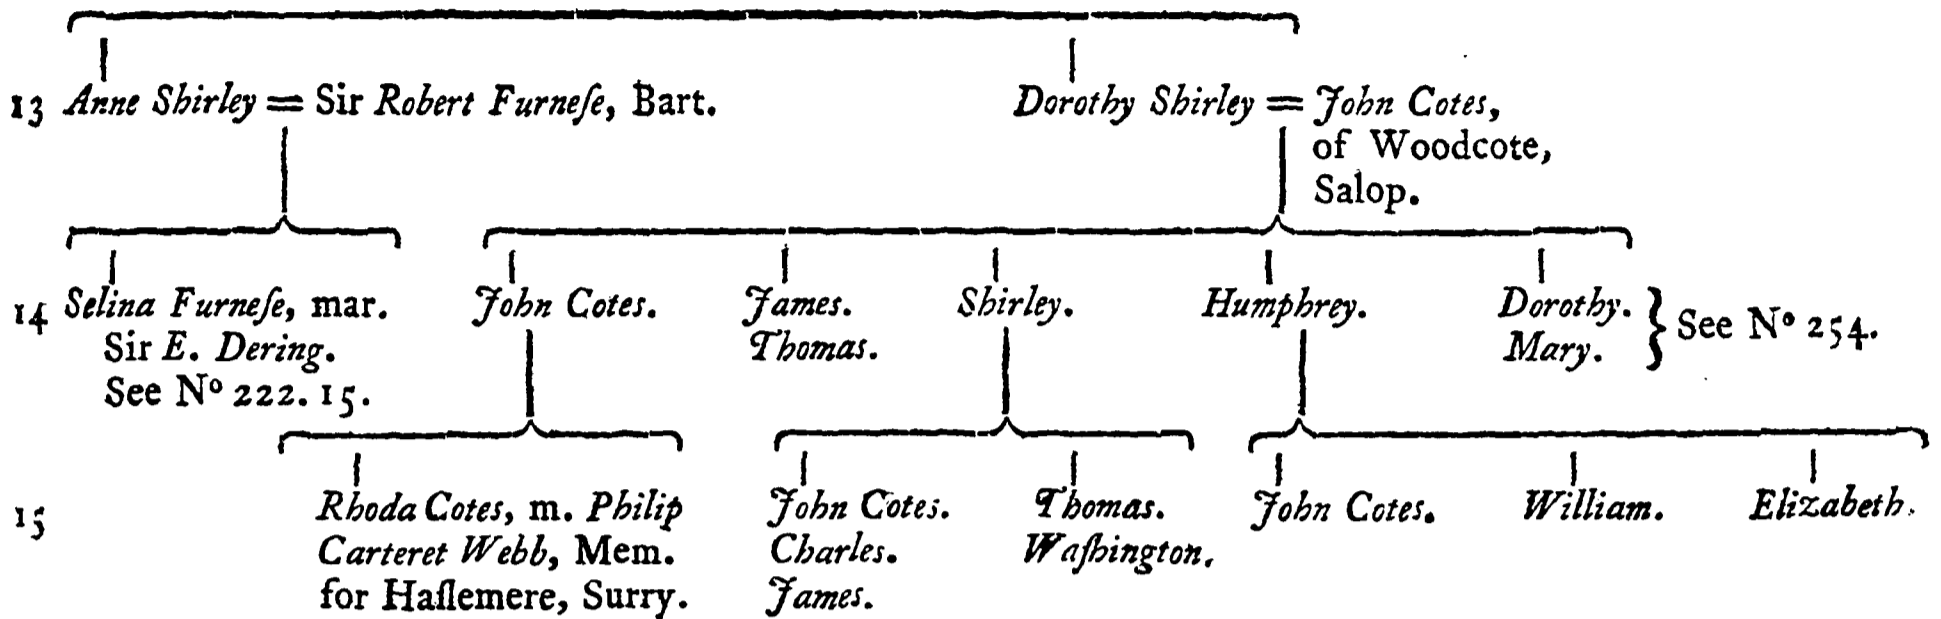 13 Anne Shirley = Sir Robert Furneſe, Bart.
Dorothy Shirley = John Cotes,
of Woodcote,
Salop.
14 Selina Furneſe, mar.
Sir E. Dering.
See Nº 222. 15.
John Cotes.
James.
Thomas.
Shirley.
Humphrey.
Dorothy.
Mary.
} See Nº 254.
15
Rhoda Cotes, m. Philip
Carteret Webb, Mem.
for Haſlemere, Surry.
John Cotes.
Charles.
James.
Thomas.
Waſhington.
John Cotes.
William.
Elizabeth.